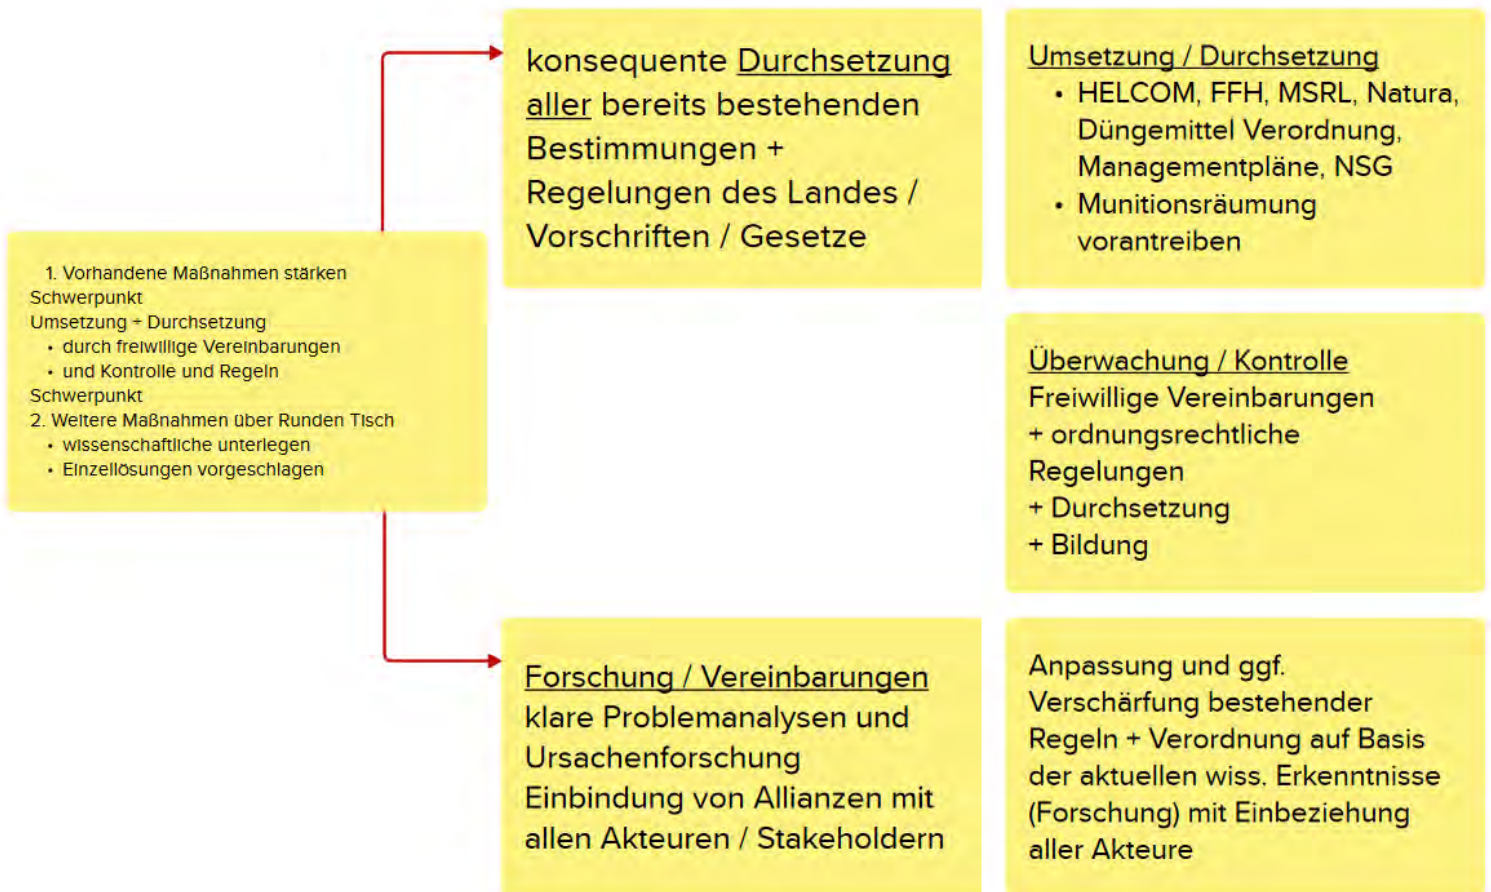 konsequente Durchsetzung
aller bereits bestehenden
Bestimmungen +
Regelungen des Landes /
Vorschriften / Gesetze
Umsetzung / Durchsetzung
• HELCOM, FFH, MSRL, Natura,
Düngemittel Verordnung,
Managementpläne, NSG
• Munitionsräumung
vorantreiben
1. Vorhandene Maßnahmen stärken
Schwerpunkt
Umsetzung + Durchsetzung
• durch freiwillige Vereinbarungen
• und Kontrolle und Regeln
Schwerpunkt
2. Weitere Maßnahmen über Runden Tisch
• wissenschaftliche unterlegen
• Einzellösungen vorgeschlagen
Überwachung / Kontrolle
Freiwillige Vereinbarungen
+ ordnungsrechtliche
Regelungen
+ Durchsetzung
+ Bildung
Forschung / Vereinbarungen
klare Problemanalysen und
Ursachenforschung
Einbindung von Allianzen mit
allen Akteuren / Stakeholdern
Anpassung und ggf.
Verschärfung bestehender
Regeln + Verordnung auf Basis
der aktuellen wiss. Erkenntnisse
(Forschung) mit Einbeziehung
aller Akteure